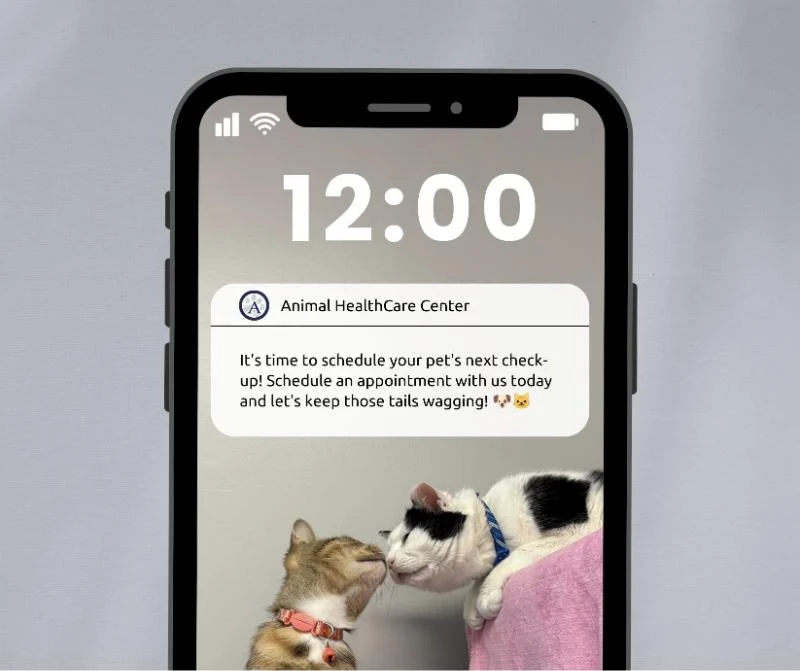 12:00
A
Animal HealthCare Center
It's time to schedule your pet's next check-
up! Schedule an appointment with us today
and let's keep those tails wagging! 🐶🐱